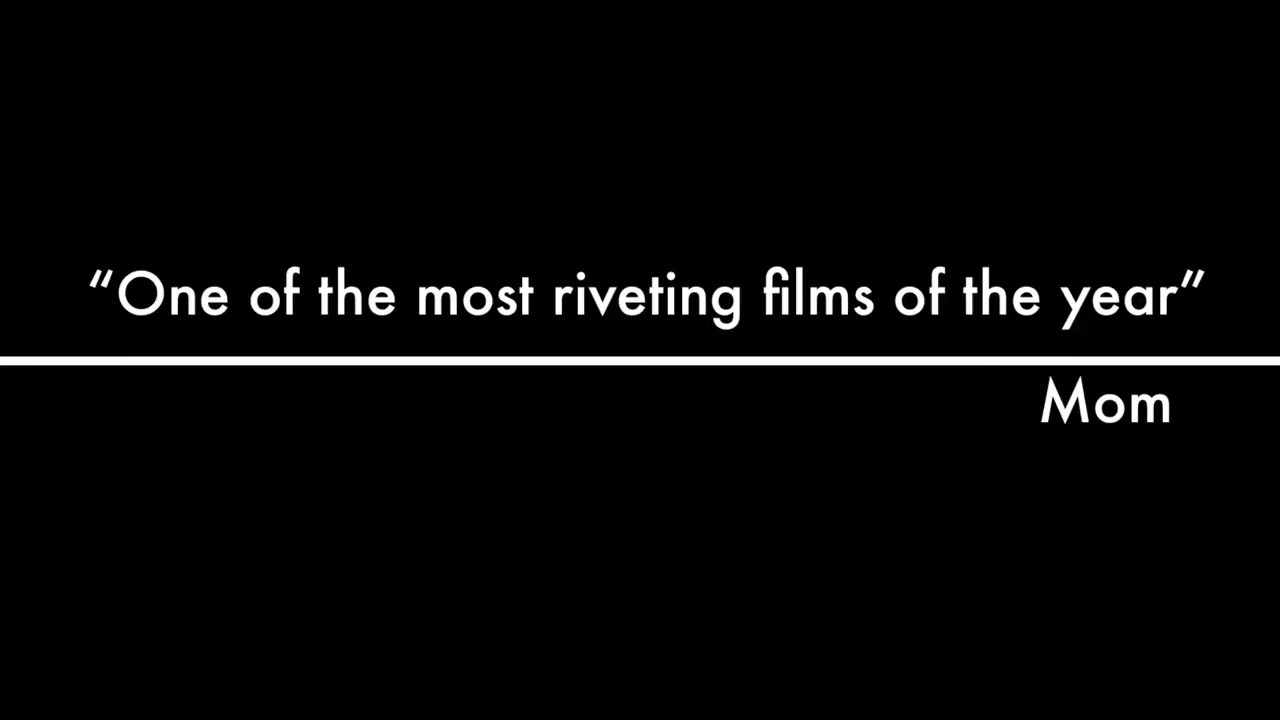 “One of the most riveting films of the year”
Mom